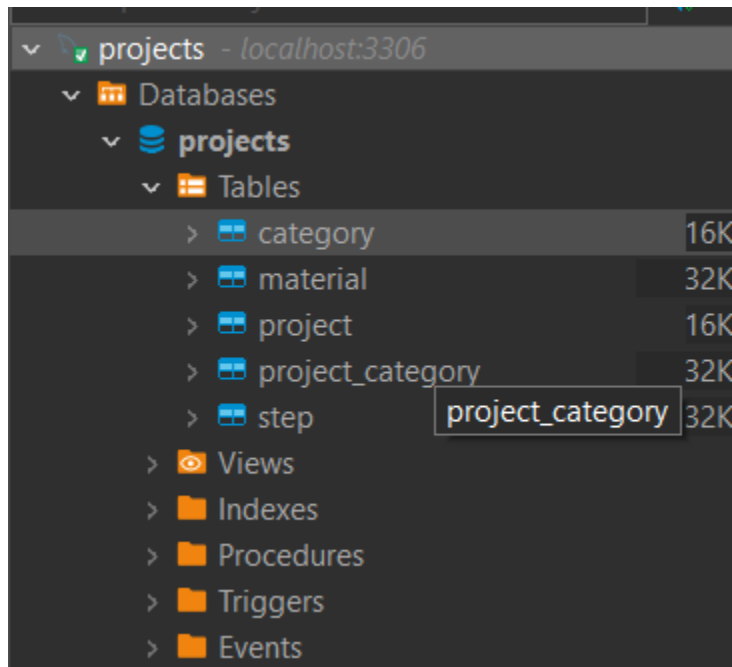 projects - localhost:3306
Databases
projects
Tables
category 16K
material 32K
project 16K
project_category 32K
step 32K
project_category
Views
Indexes
Procedures
Triggers
Events